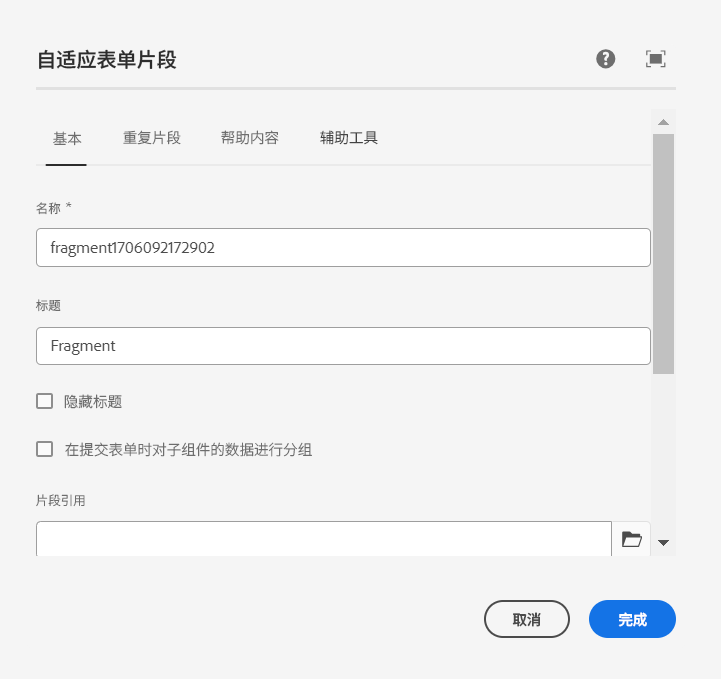 自适应表单片段
基本 重复片段 帮助内容 辅助工具
名称 *
fragment1706092172902
标题
Fragment
隐藏标题
在提交表单时对子组件的数据进行分组
片段引用
取消 完成